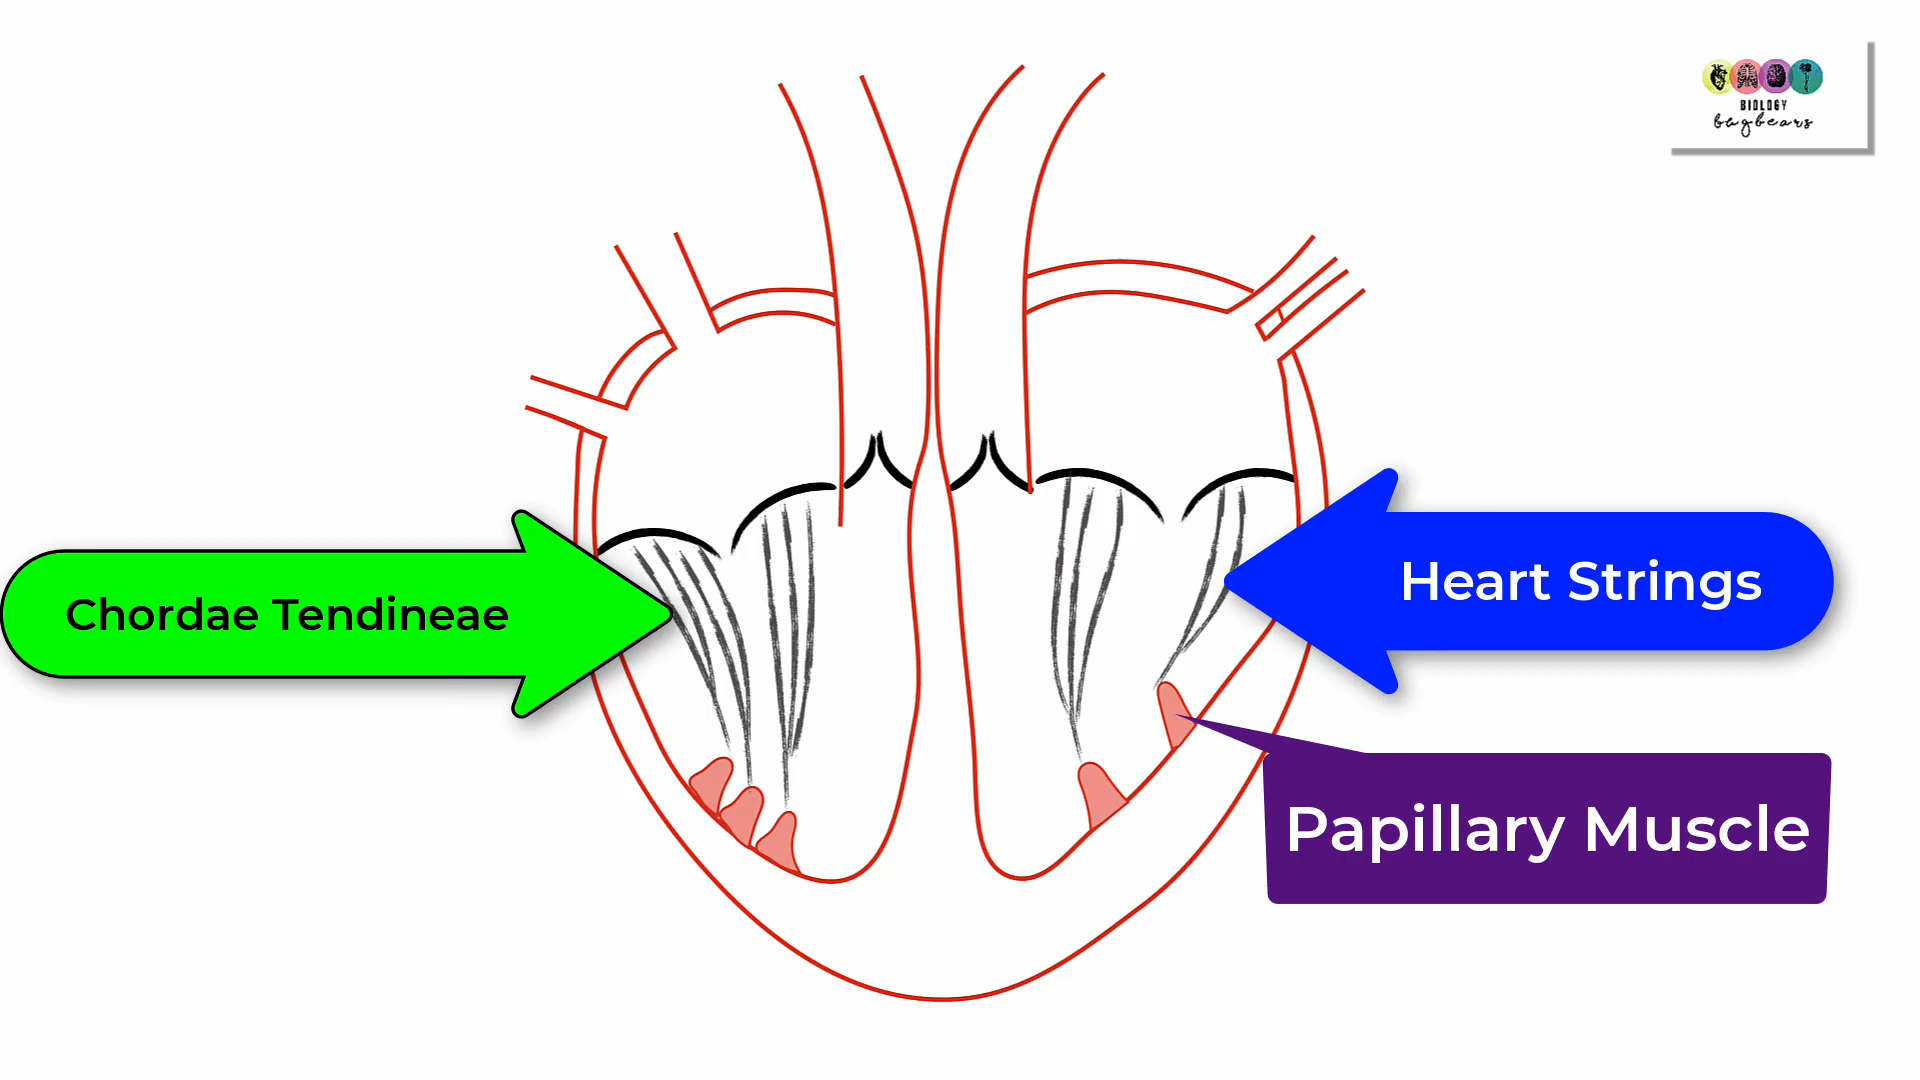 BIOLOGY
bugbears
Chordae Tendineae
Heart Strings
Papillary Muscle